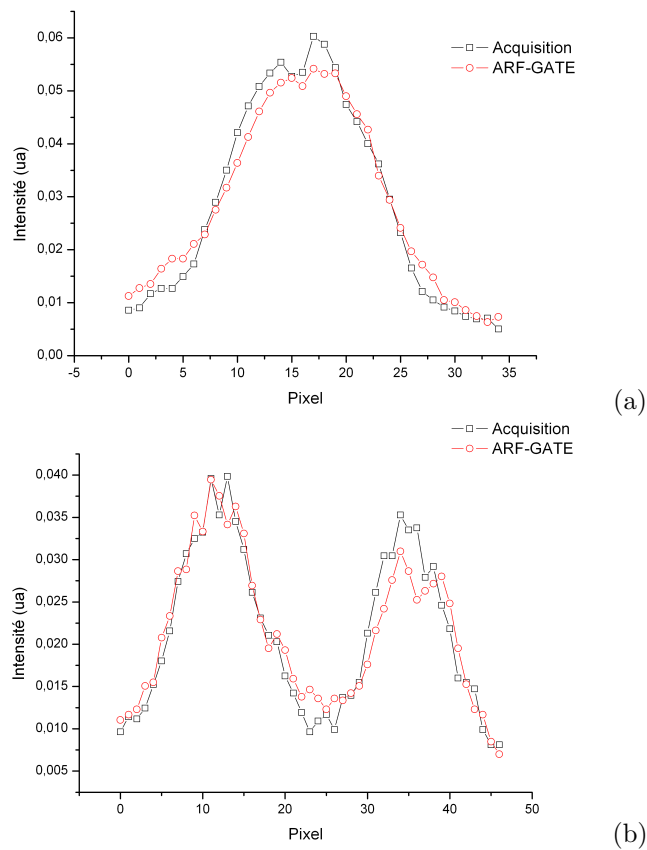 0,06
0,05
0,04
0,03
0,02
0,01
0,00
Intensité (ua)
-5 0 5 10 15 20 25 30 35
Pixel
Acquisition
ARF-GATE
(a)
Acquisition
ARF-GATE
0,040
0,035
0,030
0,025
0,020
0,015
0,010
0,005
Intensité (ua)
0 10 20 30 40 50
Pixel
(b)